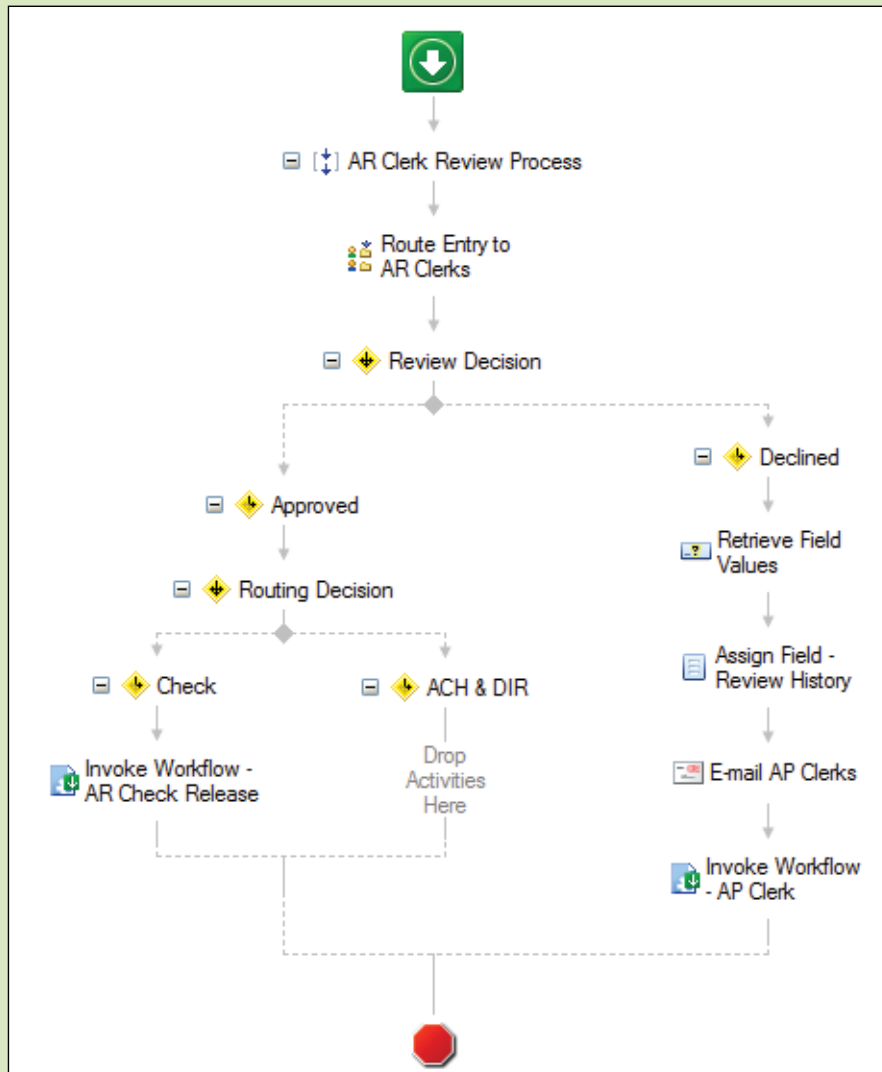 AR Clerk Review Process
Route Entry to
AR Clerks
Review Decision
Declined
Approved
Retrieve Field
Values
Routing Decision
Assign Field -
Review History
Check
ACH & DIR
Drop
Activities
Here
Invoke Workflow -
AR Check Release
E-mail AP Clerks
Invoke Workflow
- AP Clerk